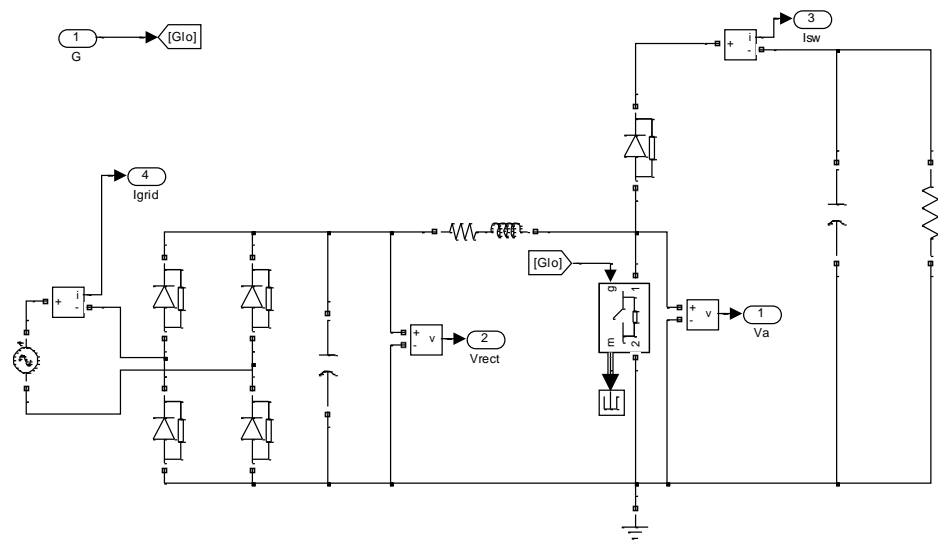 1
G
[Glo]
3
Isw
i
+
-
4
Igrid
i
+
-
[Glo]
g
1
m
2
+
-
v
2
Vrect
+
-
v
1
Va